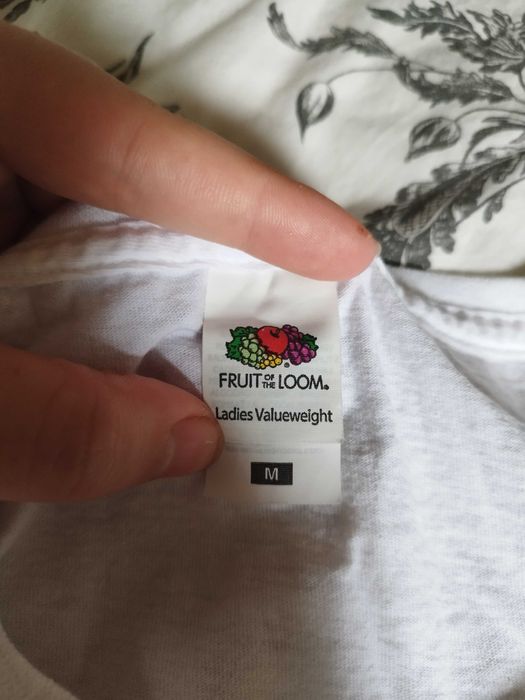 FRUIT OF THE LOOM®
Ladies Valueweight
M